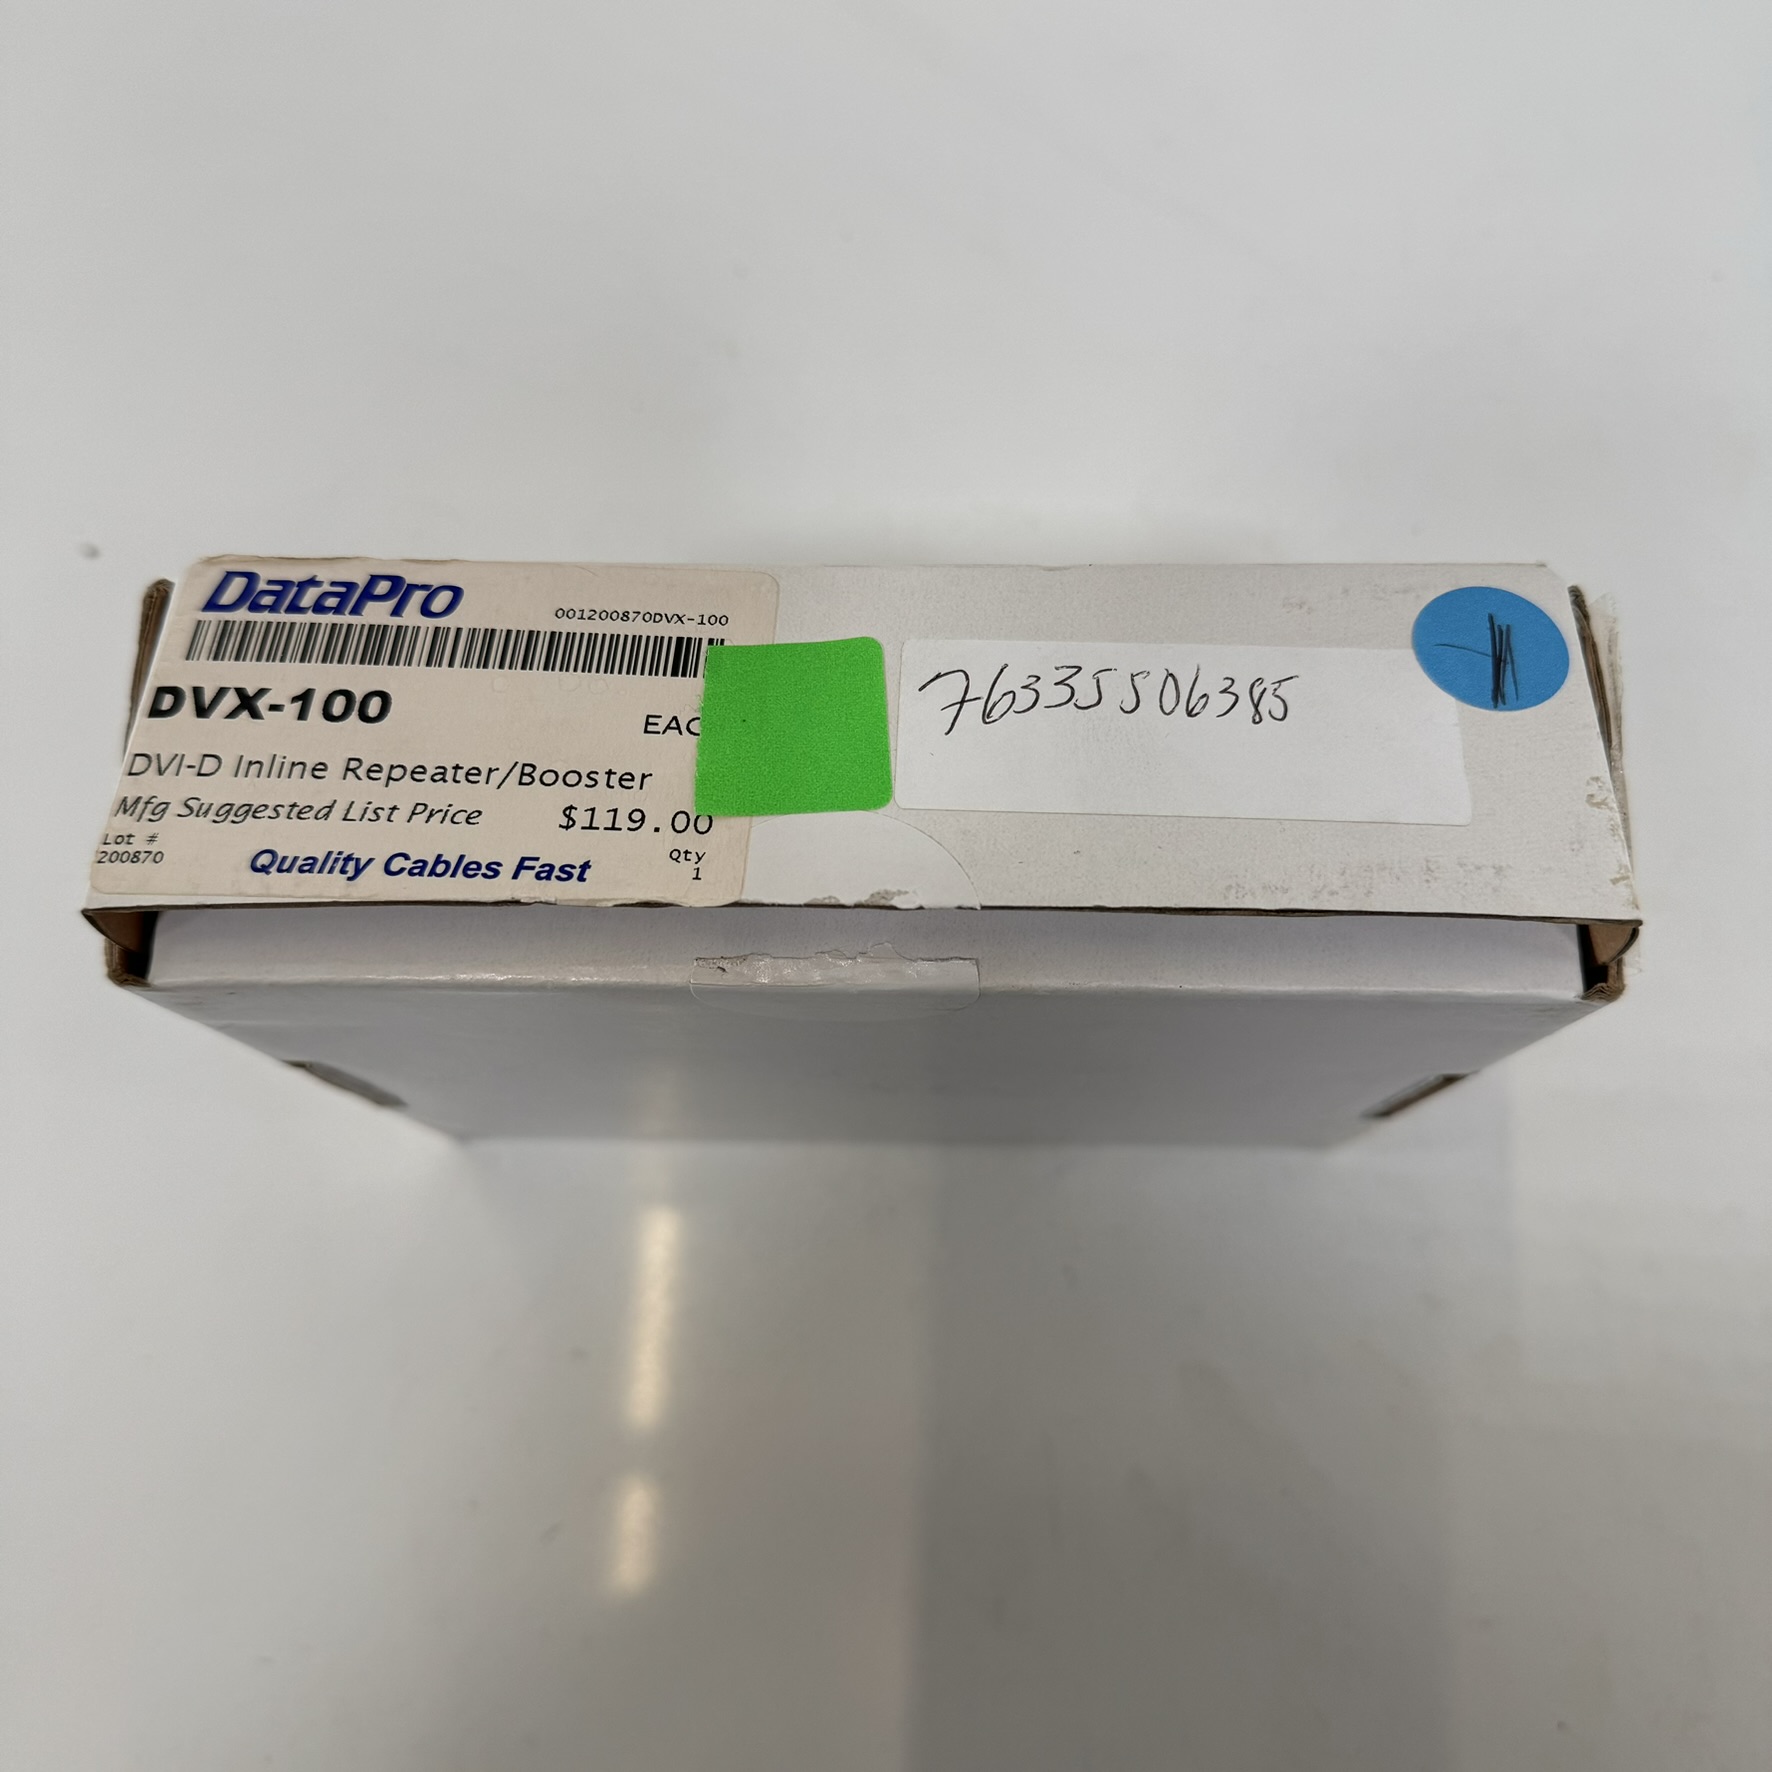 DataPro
001200870DVX-100
DVX-100
EAC
DVI-D Inline Repeater/Booster
Mfg Suggested List Price $119.00
Lot #
200870
Quality Cables Fast
Qty
1
76335506385